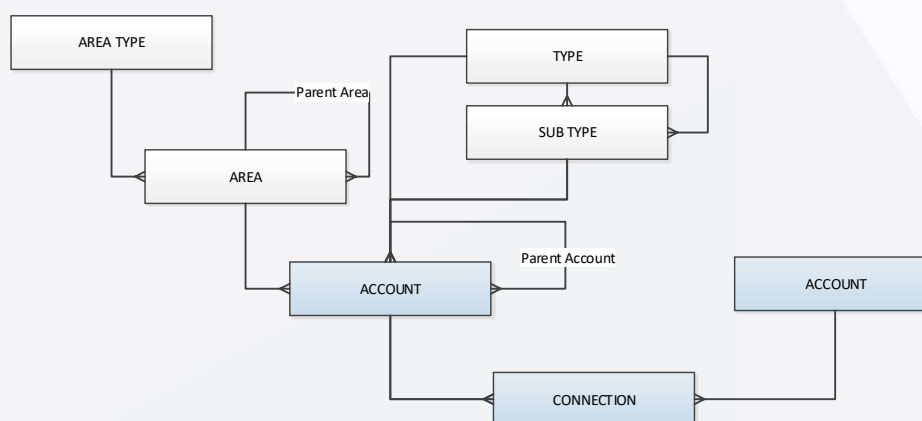 AREA TYPE
TYPE
Parent Area
SUB TYPE
AREA
Parent Account
ACCOUNT
ACCOUNT
CONNECTION